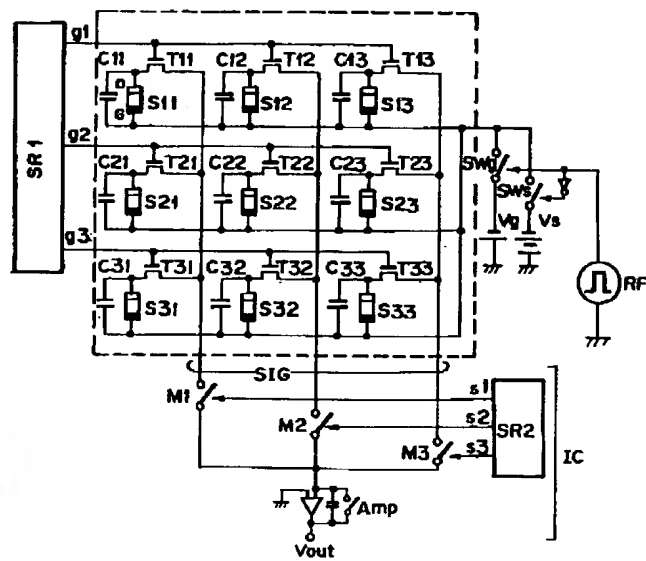 g1
C11 T11 C12 T12 C13 T13
D
G
S11 S12 S13
SR1
g2
C21 T21 C22 T22 C23 T23
SWg
SWs
S21 S22 S23
Vg Vs
g3
C31 T31 C32 T32 C33 T33
RF
S31 S32 S33
SIG
M1 s1
M2 s2 SR2
M3 s3
IC
Amp
Vout